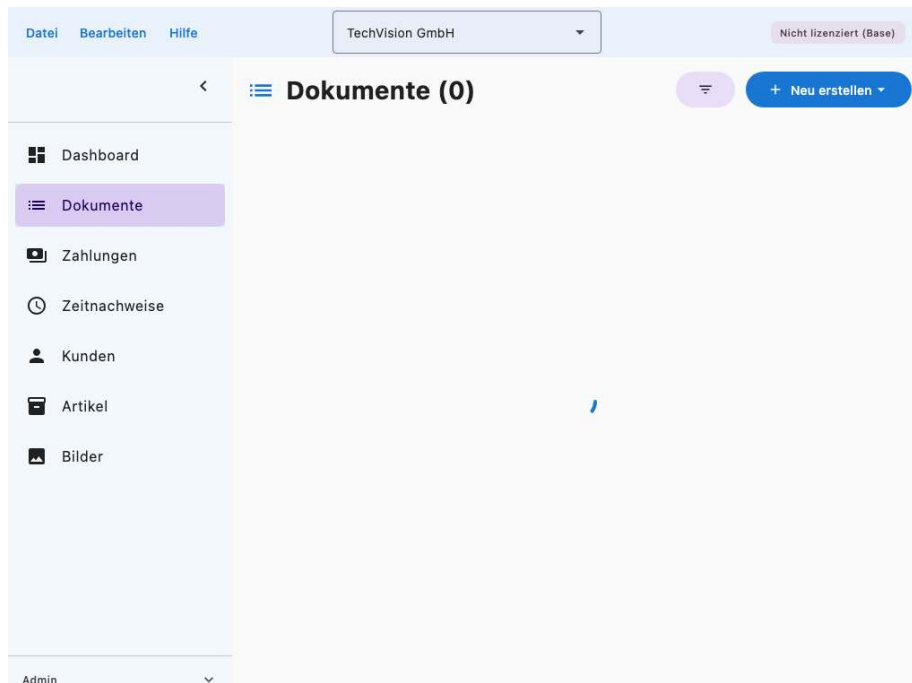 Datei Bearbeiten Hilfe TechVision GmbH Nicht lizenziert (Base)
Dokumente (0) + Neu erstellen
Dashboard
Dokumente
Zahlungen
Zeitnachweise
Kunden
Artikel
Bilder
Admin